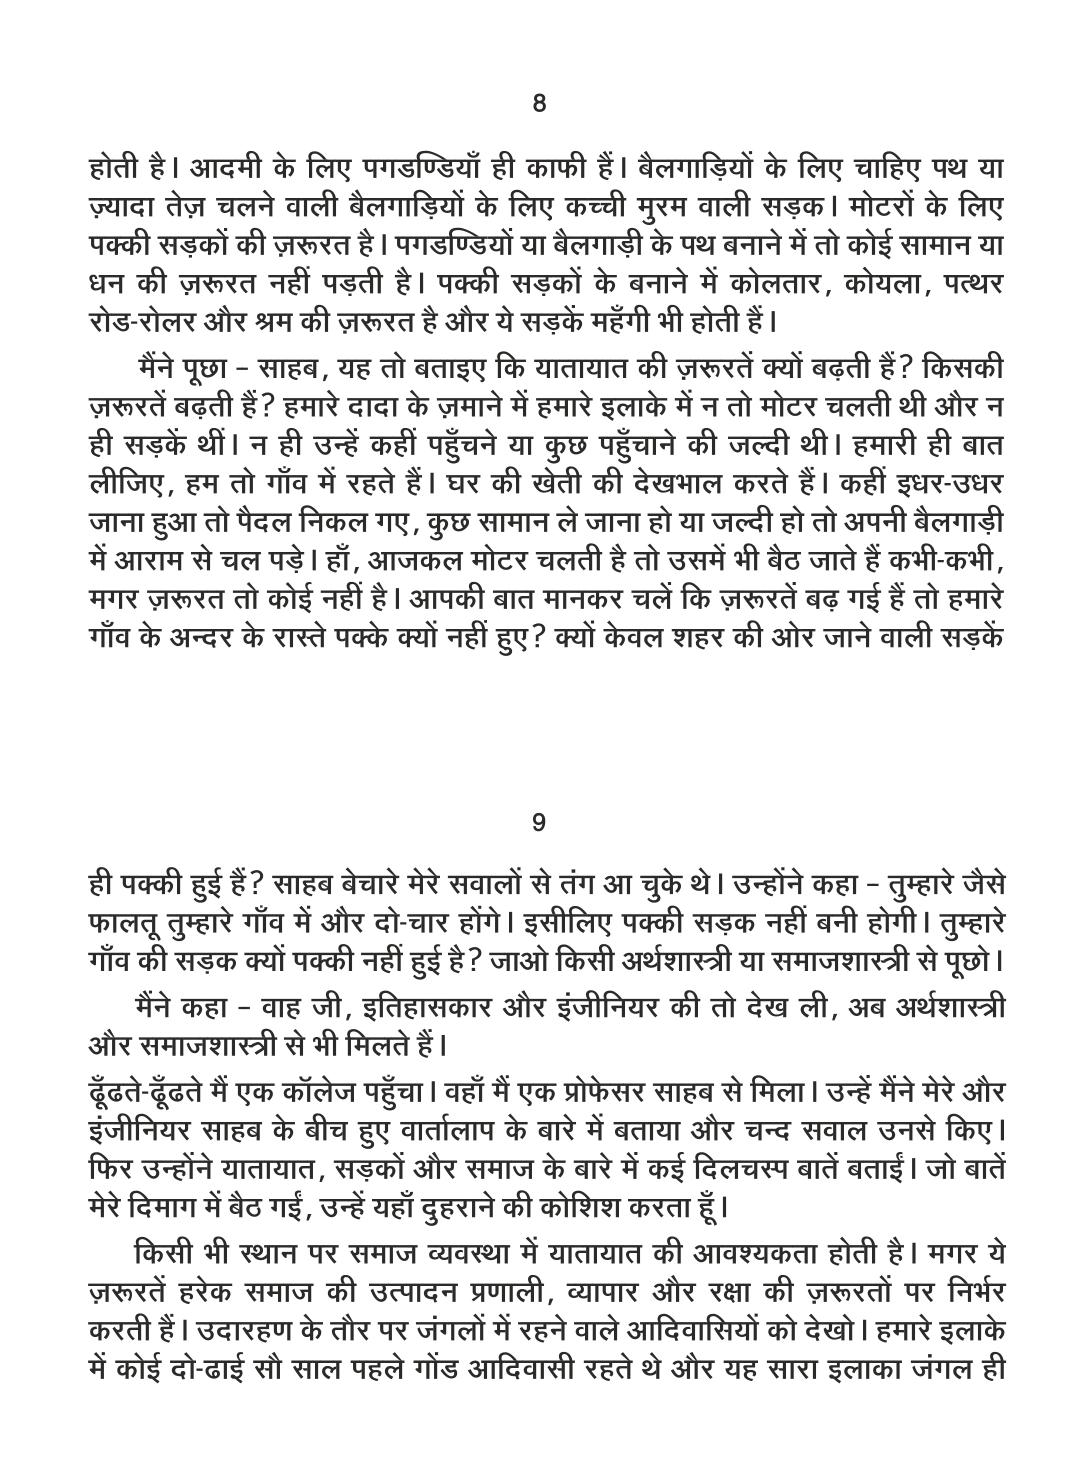 8
होती है। आदमी के लिए पगडण्डियाँ ही काफी हैं। बैलगाड़ियों के लिए चाहिए पथ या
ज़्यादा तेज़ चलने वाली बैलगाड़ियों के लिए कच्ची मुरम वाली सड़क। मोटरों के लिए
पक्की सड़कों की ज़रूरत है। पगडण्डियों या बैलगाड़ी के पथ बनाने में तो कोई सामान या
धन की ज़रूरत नहीं पड़ती है। पक्की सड़कों के बनाने में कोलतार, कोयला, पत्थर
रोड-रोलर और श्रम की ज़रूरत है और ये सड़कें महँगी भी होती हैं।
मैंने पूछा – साहब, यह तो बताइए कि यातायात की ज़रूरतें क्यों बढ़ती हैं? किसकी
ज़रूरतें बढ़ती हैं? हमारे दादा के ज़माने में हमारे इलाके में न तो मोटर चलती थी और न
ही सड़कें थीं। न ही उन्हें कहीं पहुँचने या कुछ पहुँचाने की जल्दी थी। हमारी ही बात
लीजिए, हम तो गाँव में रहते हैं। घर की खेती की देखभाल करते हैं। कहीं इधर-उधर
जाना हुआ तो पैदल निकल गए, कुछ सामान ले जाना हो या जल्दी हो तो अपनी बैलगाड़ी
में आराम से चल पड़े। हाँ, आजकल मोटर चलती है तो उसमें भी बैठ जाते हैं कभी-कभी,
मगर ज़रूरत तो कोई नहीं है। आपकी बात मानकर चलें कि ज़रूरतें बढ़ गई हैं तो हमारे
गाँव के अन्दर के रास्ते पक्के क्यों नहीं हुए? क्यों केवल शहर की ओर जाने वाली सड़कें
9
ही पक्की हुई हैं? साहब बेचारे मेरे सवालों से तंग आ चुके थे। उन्होंने कहा – तुम्हारे जैसे
फालतू तुम्हारे गाँव में और दो-चार होंगे। इसीलिए पक्की सड़क नहीं बनी होगी। तुम्हारे
गाँव की सड़क क्यों पक्की नहीं हुई है? जाओ किसी अर्थशास्त्री या समाजशास्त्री से पूछो।
मैंने कहा – वाह जी, इतिहासकार और इंजीनियर की तो देख ली, अब अर्थशास्त्री
और समाजशास्त्री से भी मिलते हैं।
ढूँढते-ढूँढते मैं एक कॉलेज पहुँचा। वहाँ मैं एक प्रोफेसर साहब से मिला। उन्हें मैंने मेरे और
इंजीनियर साहब के बीच हुए वार्तालाप के बारे में बताया और चन्द सवाल उनसे किए।
फिर उन्होंने यातायात, सड़कों और समाज के बारे में कई दिलचस्प बातें बताईं। जो बातें
मेरे दिमाग में बैठ गईं, उन्हें यहाँ दुहराने की कोशिश करता हूँ।
किसी भी स्थान पर समाज व्यवस्था में यातायात की आवश्यकता होती है। मगर ये
ज़रूरतें हरेक समाज की उत्पादन प्रणाली, व्यापार और रक्षा की ज़रूरतों पर निर्भर
करती हैं। उदारहण के तौर पर जंगलों में रहने वाले आदिवासियों को देखो। हमारे इलाके
में कोई दो-ढाई सौ साल पहले गोंड आदिवासी रहते थे और यह सारा इलाका जंगल ही